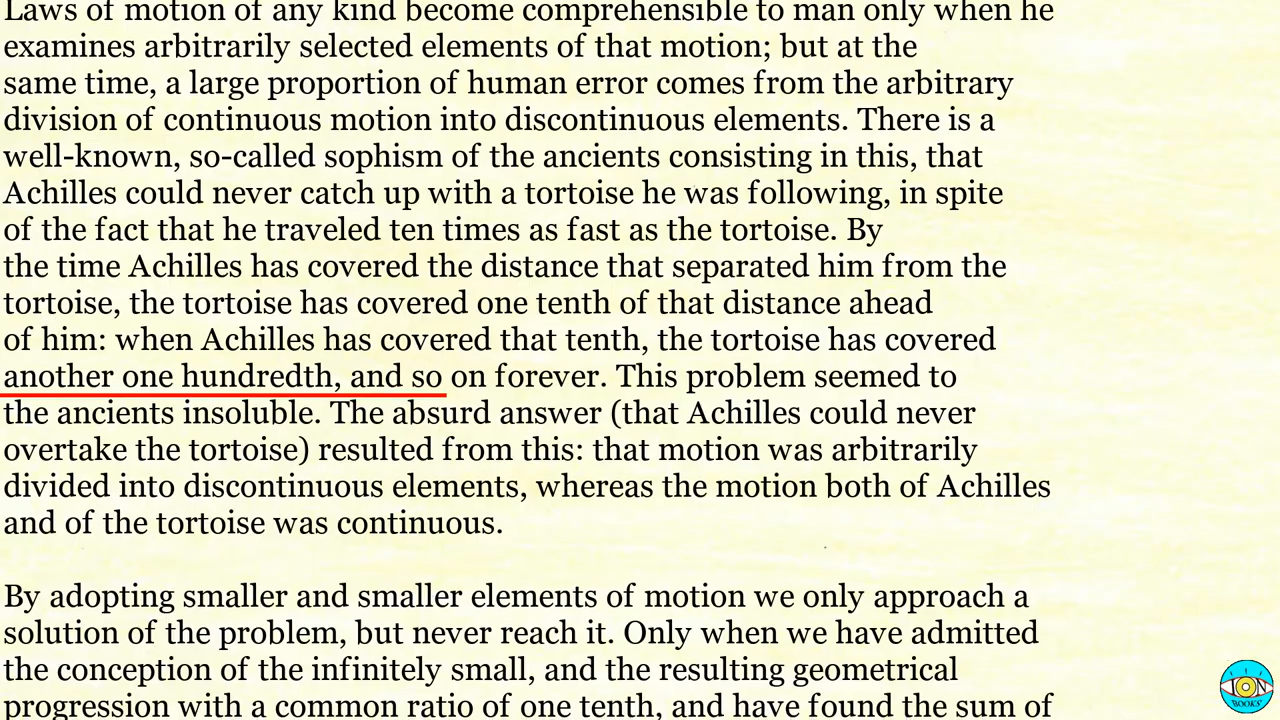 Laws of motion of any kind become comprehensible to man only when he
examines arbitrarily selected elements of that motion; but at the
same time, a large proportion of human error comes from the arbitrary
division of continuous motion into discontinuous elements. There is a
well-known, so-called sophism of the ancients consisting in this, that
Achilles could never catch up with a tortoise he was following, in spite
of the fact that he traveled ten times as fast as the tortoise. By
the time Achilles has covered the distance that separated him from the
tortoise, the tortoise has covered one tenth of that distance ahead
of him: when Achilles has covered that tenth, the tortoise has covered
another one hundredth, and so on forever. This problem seemed to
the ancients insoluble. The absurd answer (that Achilles could never
overtake the tortoise) resulted from this: that motion was arbitrarily
divided into discontinuous elements, whereas the motion both of Achilles
and of the tortoise was continuous.
By adopting smaller and smaller elements of motion we only approach a
solution of the problem, but never reach it. Only when we have admitted
the conception of the infinitely small, and the resulting geometrical
progression with a common ratio of one tenth, and have found the sum of
ION
BOOKS